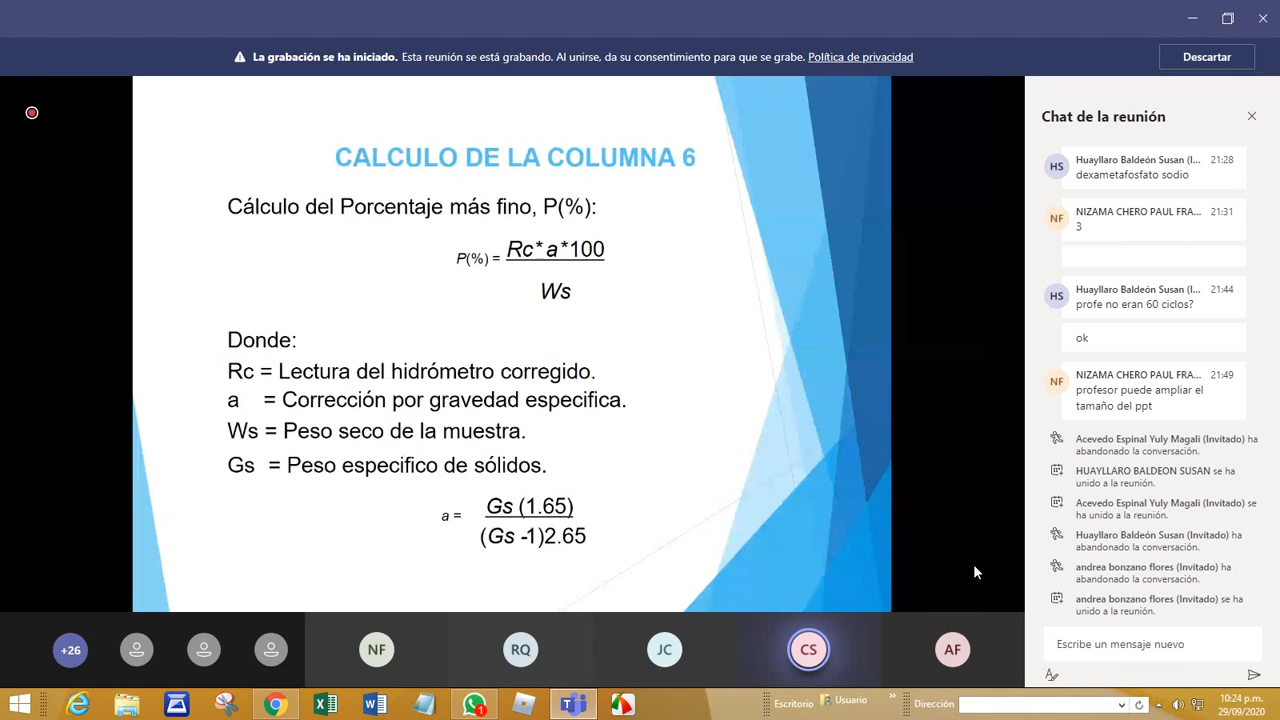 La grabación se ha iniciado. Esta reunión se está grabando. Al unirse, da su consentimiento para que se grabe. Política de privacidad
Descartar
CALCULO DE LA COLUMNA 6
Cálculo del Porcentaje más fino, P(%):
P(%) = Rc* a*100
Ws
Donde:
Rc = Lectura del hidrómetro corregido.
a = Corrección por gravedad especifica.
Ws = Peso seco de la muestra.
Gs = Peso especifico de sólidos.
a = Gs (1.65)
(Gs -1)2.65
Chat de la reunión
HS
Huayllaro Baldeón Susan (I... 21:28
dexametafosfato sodio
NF
NIZAMA CHERO PAUL FRA... 21:31
3
HS
Huayllaro Baldeón Susan (I... 21:44
profe no eran 60 ciclos?
ok
NF
NIZAMA CHERO PAUL FRA... 21:49
profesor puede ampliar el
tamaño del ppt
Acevedo Espinal Yuly Magali (Invitado) ha
abandonado la conversación.
HUAYLLARO BALDEON SUSAN se ha
unido a la reunión.
Acevedo Espinal Yuly Magali (Invitado) se
ha unido a la reunión.
Huayllaro Baldeón Susan (Invitado) ha
abandonado la conversación.
andrea bonzano flores (Invitado) ha
abandonado la conversación.
andrea bonzano flores (Invitado) se ha
unido a la reunión.
Escribe un mensaje nuevo
+26
NF
RQ
JC
CS
AF
Escritorio
Usuario
Dirección
10:24 p.m.
29/09/2020